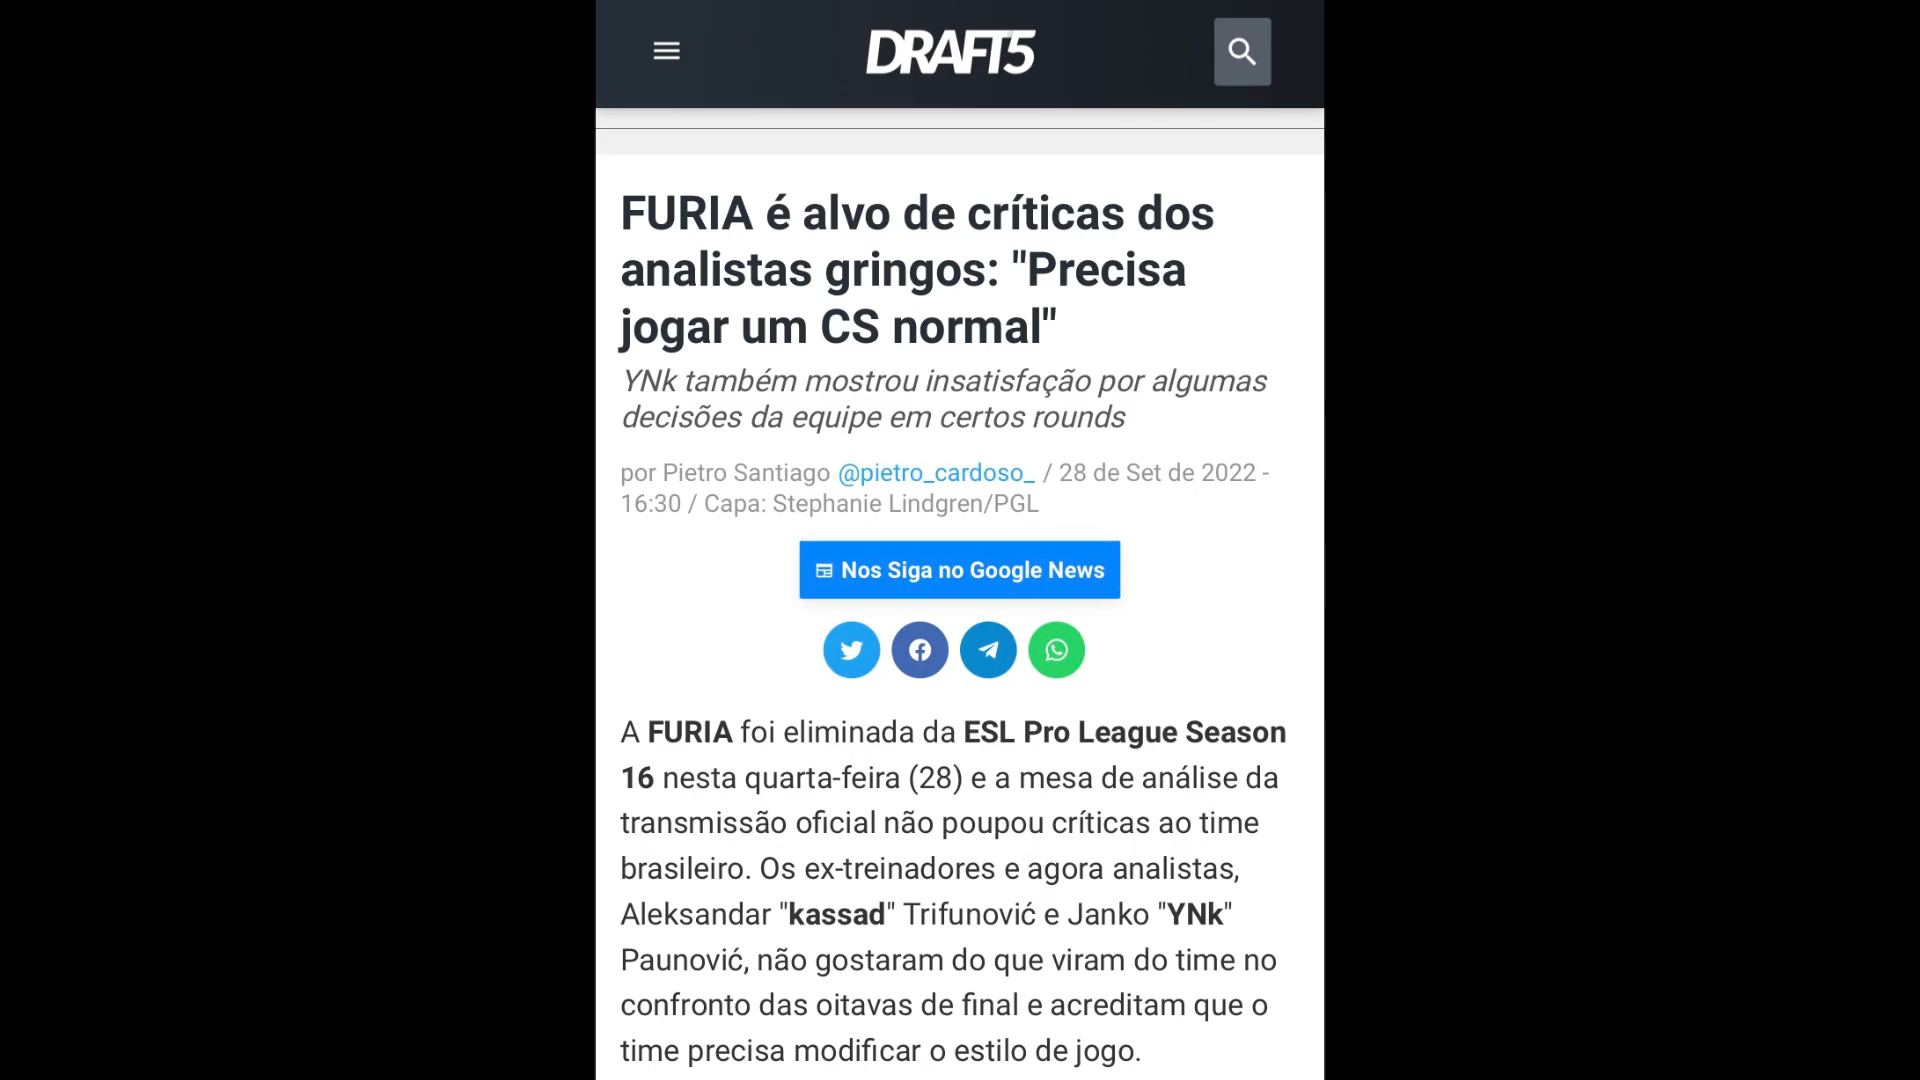 DRAFT5
FURIA é alvo de críticas dos
analistas gringos: "Precisa
jogar um CS normal"
YNk também mostrou insatisfação por algumas
decisões da equipe em certos rounds
por Pietro Santiago @pietro_cardoso_ / 28 de Set de 2022 -
16:30 / Capa: Stephanie Lindgren/PGL
Nos Siga no Google News
A FURIA foi eliminada da ESL Pro League Season
16 nesta quarta-feira (28) e a mesa de análise da
transmissão oficial não poupou críticas ao time
brasileiro. Os ex-treinadores e agora analistas,
Aleksandar "kassad" Trifunović e Janko "YNk"
Paunović, não gostaram do que viram do time no
confronto das oitavas de final e acreditam que o
time precisa modificar o estilo de jogo.